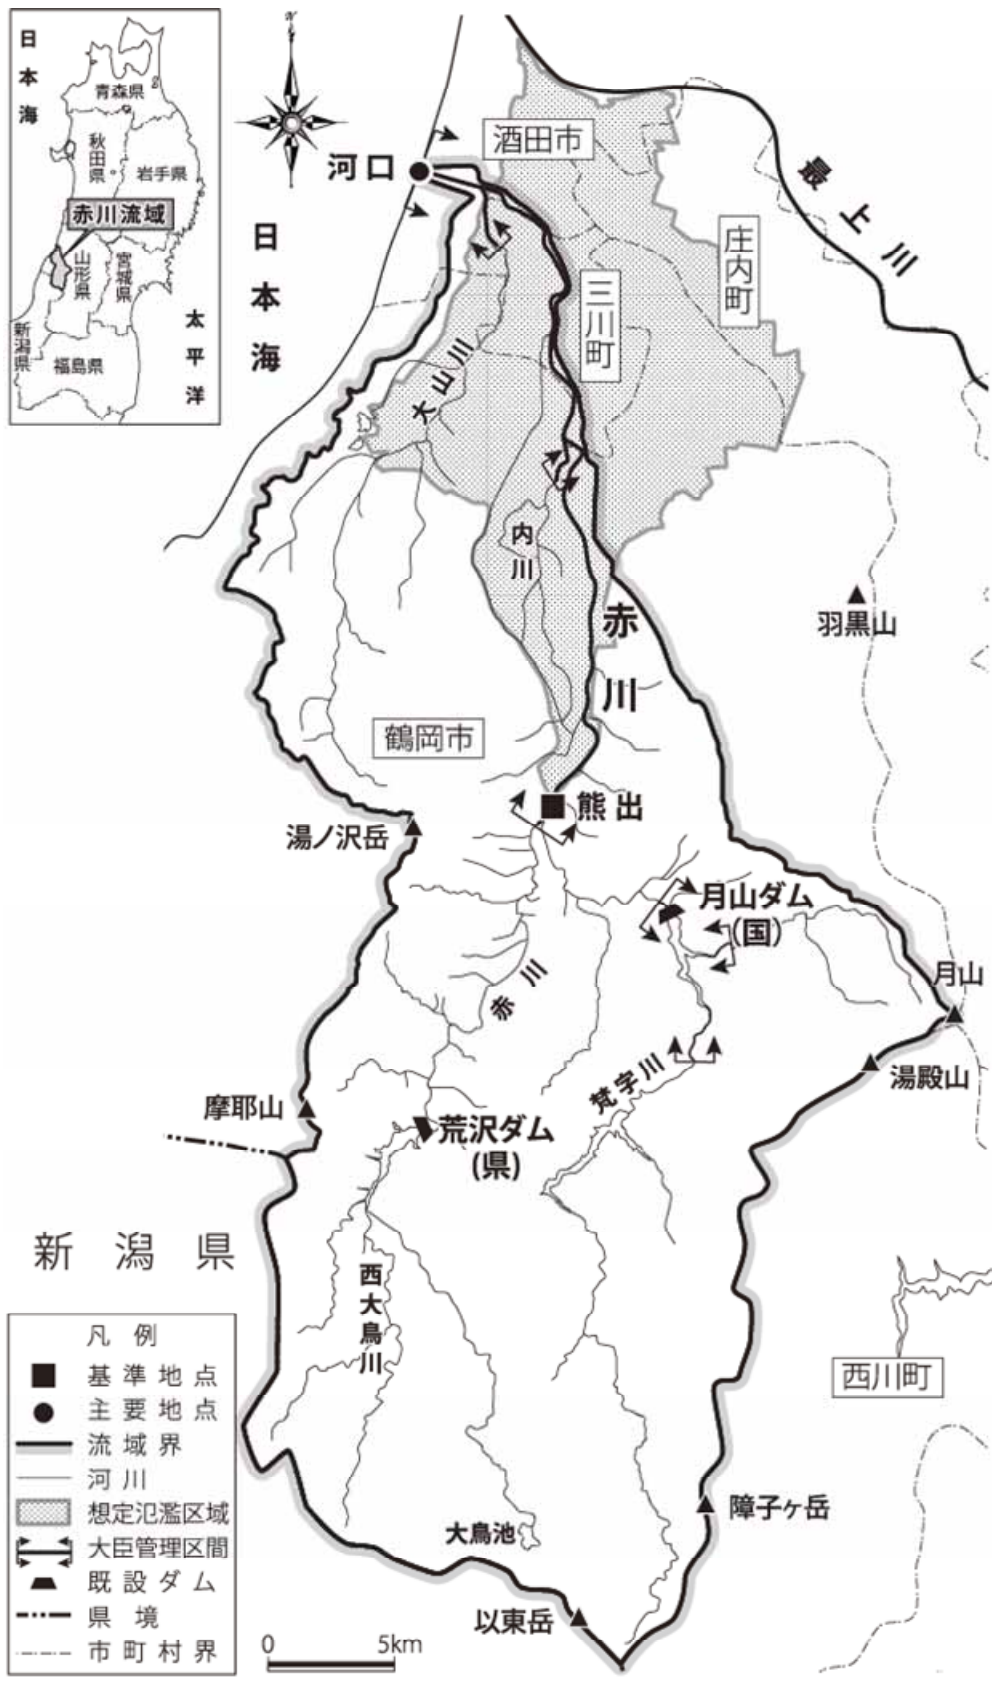 日本海
青森県
秋田県
岩手県
赤川流域
山形県
宮城県
新潟県
福島県
太平洋
N
酒田市
河口
日本海
最上川
庄内町
三川町
大山川
内川
赤川
羽黒山
鶴岡市
熊出
湯ノ沢岳
月山ダム
(国)
赤川
月山
湯殿山
梵字川
摩耶山
荒沢ダム
(県)
新潟県
西大鳥川
西川町
大鳥池
障子ヶ岳
以東岳
凡例
基準地点
主要地点
流域界
河川
想定氾濫区域
大臣管理区間
既設ダム
県境
市町村界
0 5km